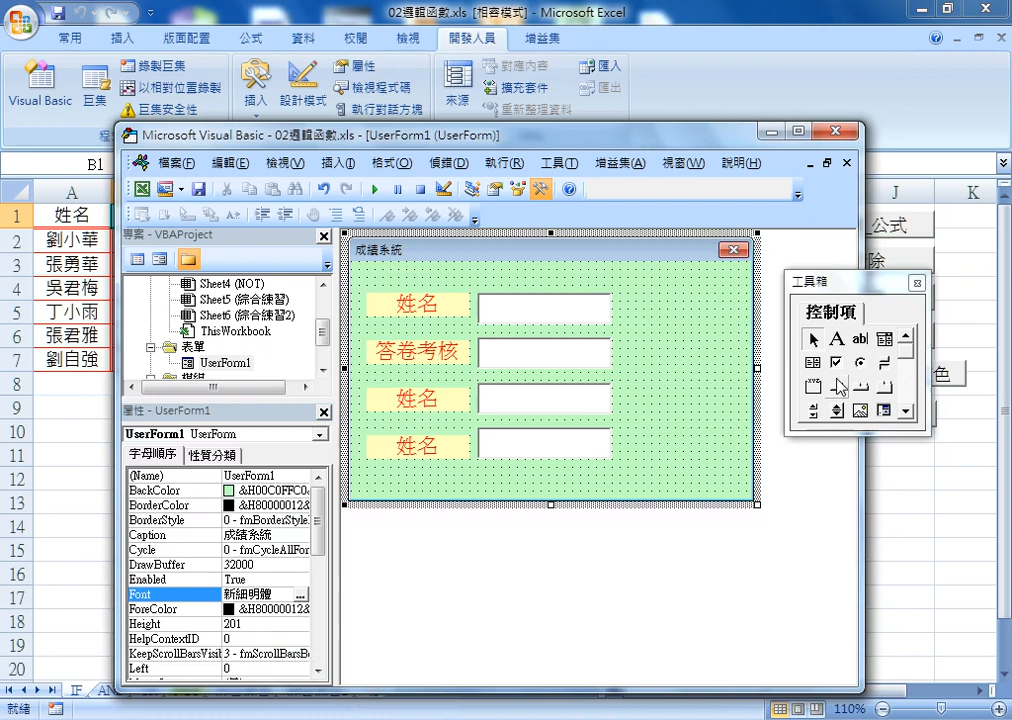 02邏輯函數.xls [相容模式] - Microsoft Excel
常用 插入 版面配置 公式 資料 校閱 檢視 開發人員 增益集
Visual Basic 巨集 錄製巨集 以相對位置錄製 巨集安全性 插入 設計模式 屬性 檢視程式碼 執行對話方塊 來源 對應內容 擴充套件 重新整理資料 匯入 匯出
Microsoft Visual Basic - 02邏輯函數.xls - [UserForm1 (UserForm)]
檔案(F) 編輯(E) 檢視(V) 插入(I) 格式(O) 偵錯(D) 執行(R) 工具(T) 增益集(A) 視窗(W) 說明(H)
B1
A J K
1 姓名
2 劉小華
3 張勇華
4 吳君梅
5 丁小雨
6 張君雅
7 劉自強
8
9
10
11
12
13
14
15
16
17
18
19
20
公式
除
色
專案 - VBAProject
Sheet4 (NOT)
Sheet5 (綜合練習)
Sheet6 (綜合練習2)
ThisWorkbook
表單
UserForm1
屬性 - UserForm1
UserForm1 UserForm
字母順序 性質分類
(Name) UserForm1
BackColor &H00C0FFC0&
BorderColor &H80000012&
BorderStyle 0 - fmBorderStyle
Caption 成績系統
Cycle 0 - fmCycleAllFor
DrawBuffer 32000
Enabled True
Font 新細明體 ...
ForeColor &H80000012&
Height 201
HelpContextID 0
KeepScrollBarsVisib 3 - fmScrollBarsB
Left 0
成績系統
姓名
答卷考核
姓名
姓名
工具箱
控制項
A ab
IF
就緒 110%